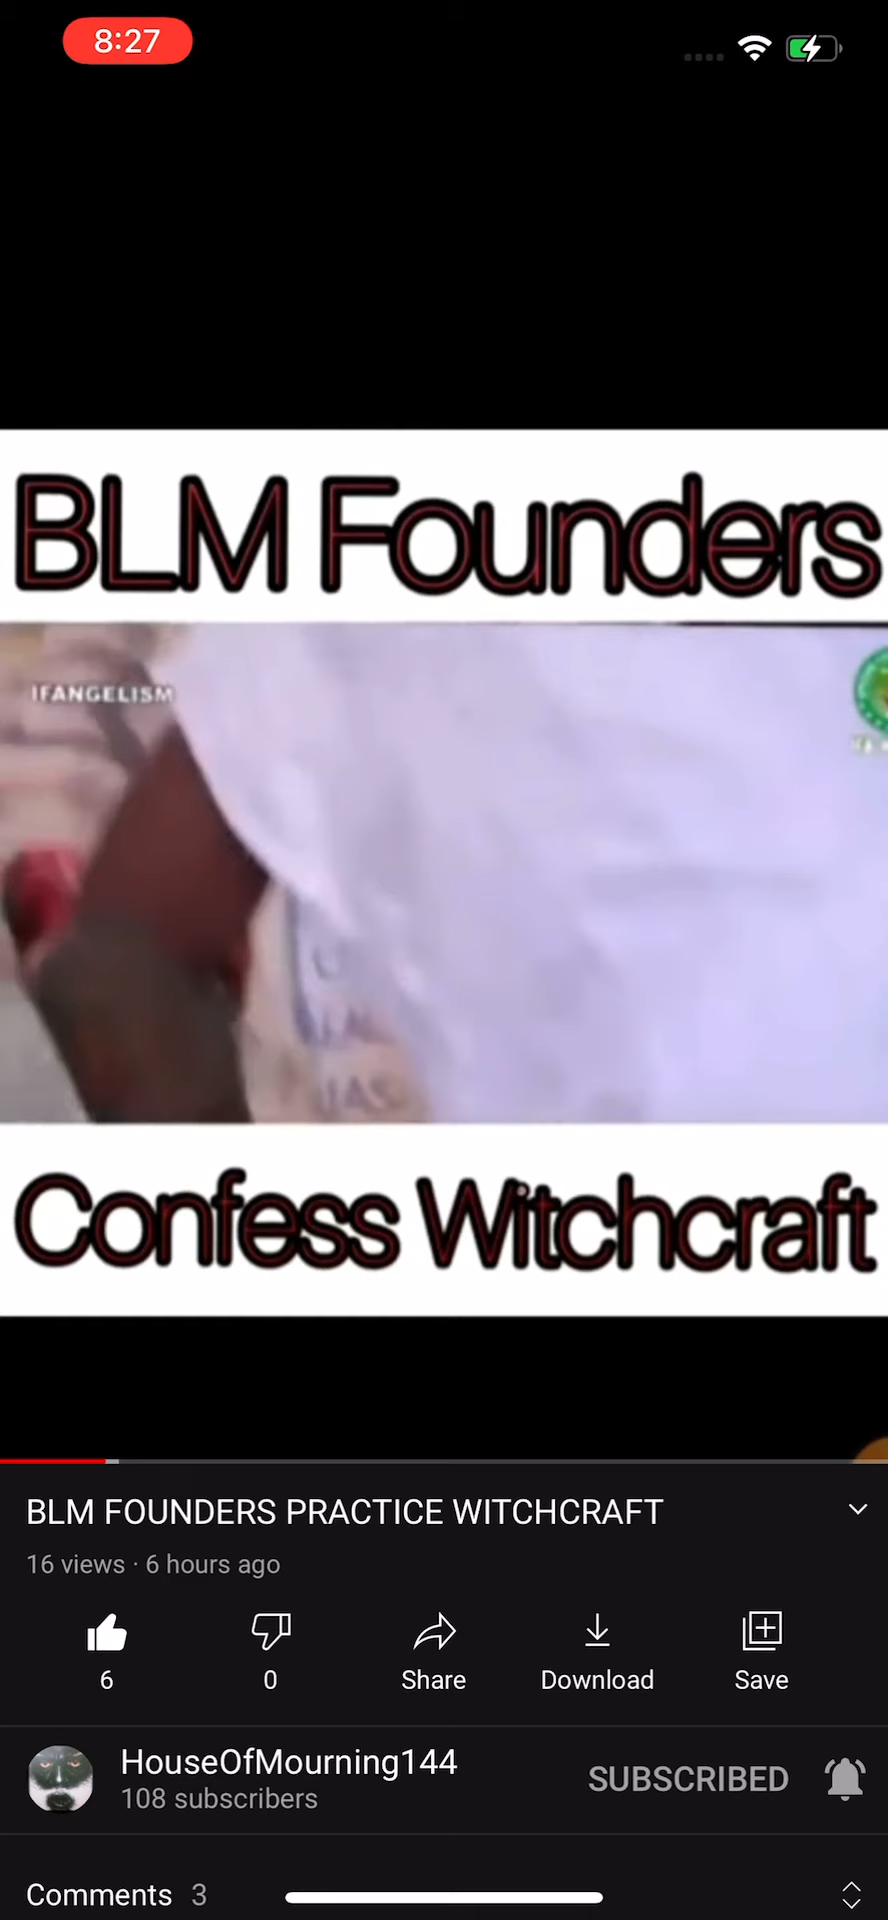 8:27
BLM Founders
IFANGELISM
Confess Witchcraft
BLM FOUNDERS PRACTICE WITCHCRAFT
16 views · 6 hours ago
6
0
Share
Download
Save
HouseOfMourning144
SUBSCRIBED
108 subscribers
Comments 3